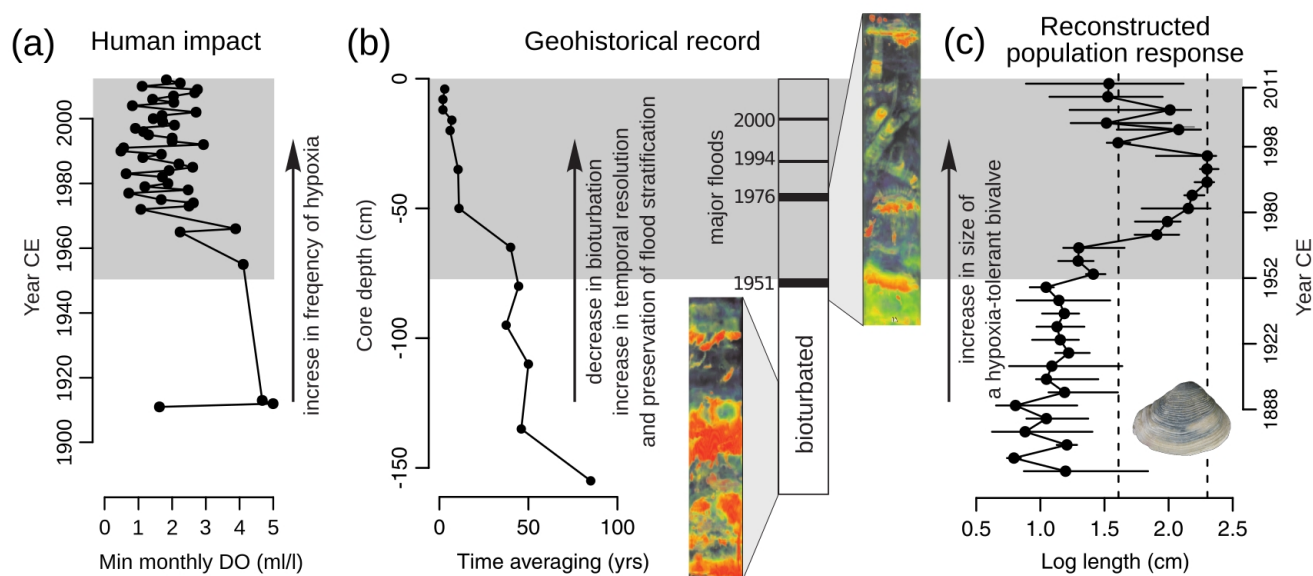 (a) Human impact
Year CE
2000
1980
1960
1940
1920
1900
increase in freqency of hypoxia
0 1 2 3 4 5
Min monthly DO (ml/l)
(b) Geohistorical record
Core depth (cm)
0
-50
-100
-150
decrease in bioturbation
increase in temporal resolution
and preservation of flood stratification
0 50 100
Time averaging (yrs)
major floods
2000
1994
1976
1951
bioturbated
15
(c) Reconstructed
population response
increase in size of
a hypoxia-tolerant bivalve
2011
1998
1980
1952
1922
1888
Year CE
0.5 1.0 1.5 2.0 2.5
Log length (cm)